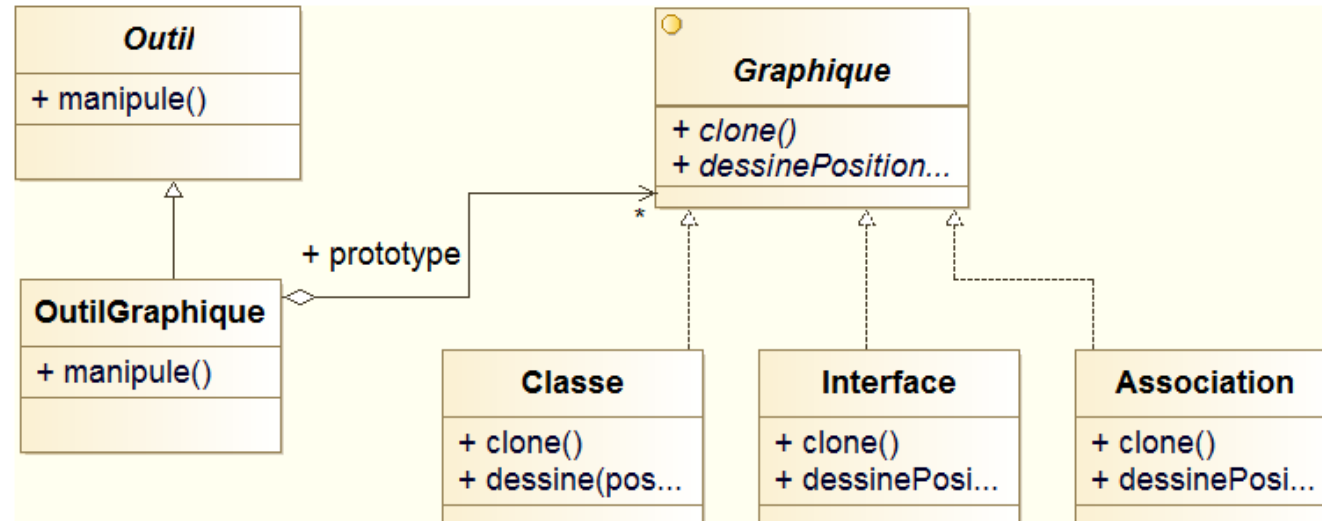 Outil
+ manipule()
Graphique
+ clone()
+ dessinePosition...
*
+ prototype
OutilGraphique
+ manipule()
Classe
+ clone()
+ dessine(pos...
Interface
+ clone()
+ dessinePosi...
Association
+ clone()
+ dessinePosi...